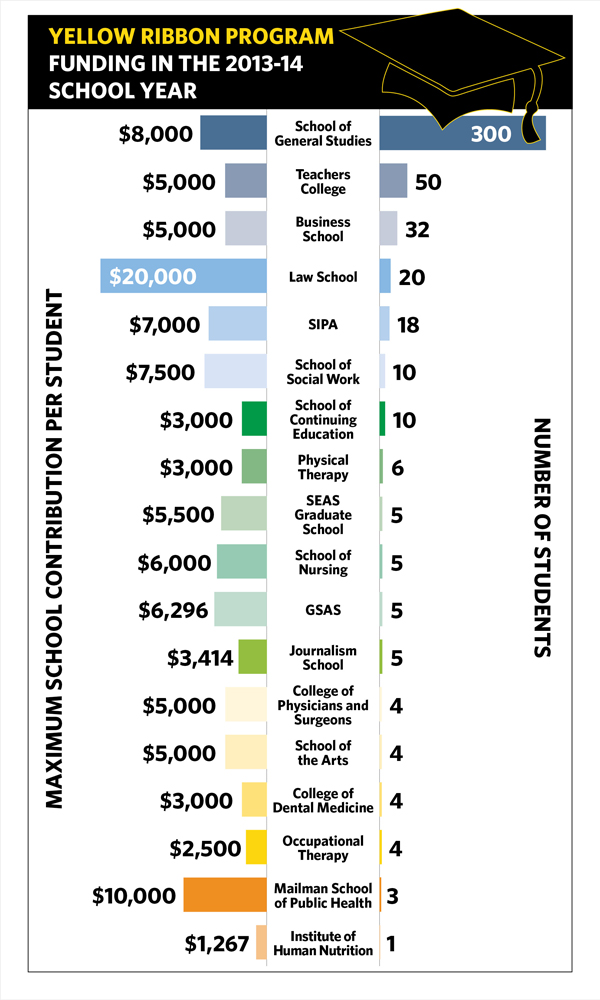 YELLOW RIBBON PROGRAM
FUNDING IN THE 2013-14
SCHOOL YEAR
MAXIMUM SCHOOL CONTRIBUTION PER STUDENT
NUMBER OF STUDENTS
$8,000
School of
General Studies
300
$5,000
Teachers
College
50
$5,000
Business
School
32
$20,000
Law School
20
$7,000
SIPA
18
$7,500
School of
Social Work
10
$3,000
School of
Continuing
Education
10
$3,000
Physical
Therapy
6
$5,500
SEAS
Graduate
School
5
$6,000
School of
Nursing
5
$6,296
GSAS
5
$3,414
Journalism
School
5
$5,000
College of
Physicians and
Surgeons
4
$5,000
School of
the Arts
4
$3,000
College of
Dental Medicine
4
$2,500
Occupational
Therapy
4
$10,000
Mailman School
of Public Health
3
$1,267
Institute of
Human Nutrition
1